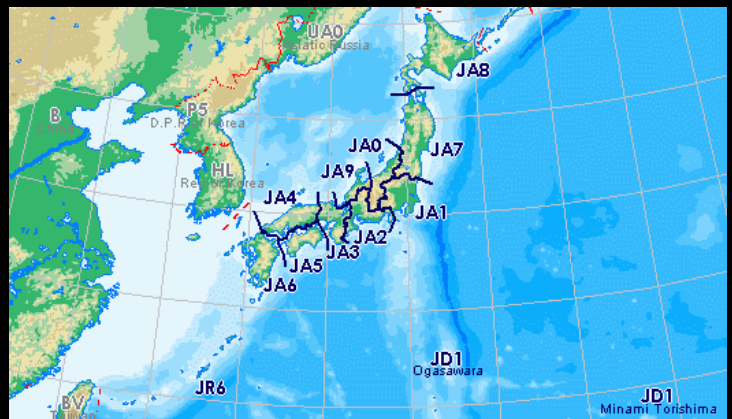 UA0
Asiatic Russia
JA8
B
China
P5
D.P.R. Korea
JA0
JA7
HL
Rep. of Korea
JA9
JA4
JA1
JA2
JA3
JA5
JA6
JD1
Ogasawara
JR6
JD1
Minami Torishima
BV
Taiwan